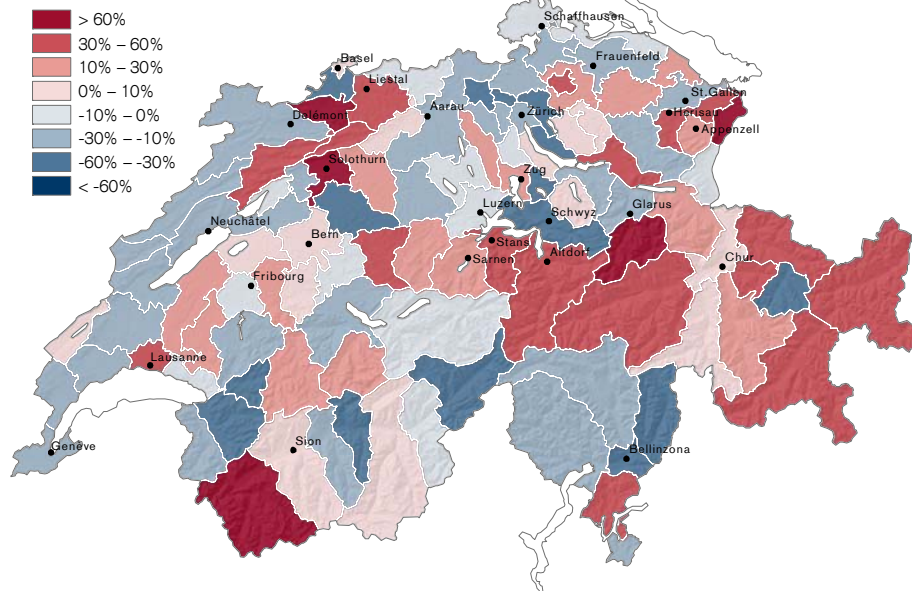 > 60%
30% – 60%
10% – 30%
0% – 10%
-10% – 0%
-30% – -10%
-60% – -30%
< -60%
Schaffhausen
Basel
Frauenfeld
Liestal
St.Gallen
Delémont
Aarau
Zürich
Herisau
Appenzell
Solothurn
Zug
Luzern
Schwyz
Glarus
Neuchâtel
Bern
Stans
Sarnen
Altdorf
Chur
Fribourg
Lausanne
Genève
Sion
Bellinzona